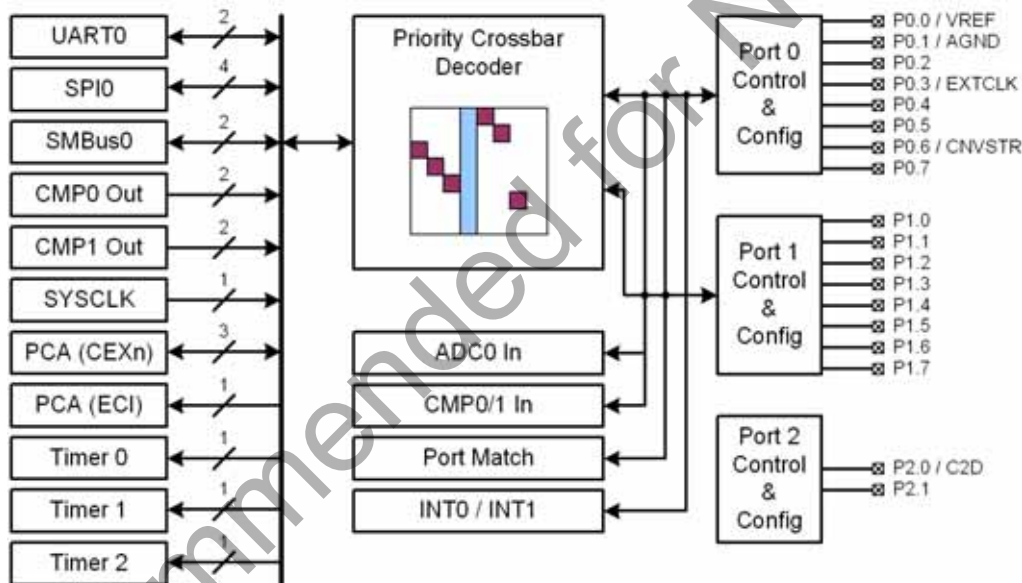 UART0
2
SPI0
4
SMBus0
2
CMP0 Out
2
CMP1 Out
2
SYSCLK
1
PCA (CEXn)
3
PCA (ECI)
1
Timer 0
1
Timer 1
1
Timer 2
1
Priority Crossbar
Decoder
ADC0 In
CMP0/1 In
Port Match
INT0 / INT1
Port 0
Control
&
Config
P0.0 / VREF
P0.1 / AGND
P0.2
P0.3 / EXTCLK
P0.4
P0.5
P0.6 / CNVSTR
P0.7
Port 1
Control
&
Config
P1.0
P1.1
P1.2
P1.3
P1.4
P1.5
P1.6
P1.7
Port 2
Control
&
Config
P2.0 / C2D
P2.1
mmended for N